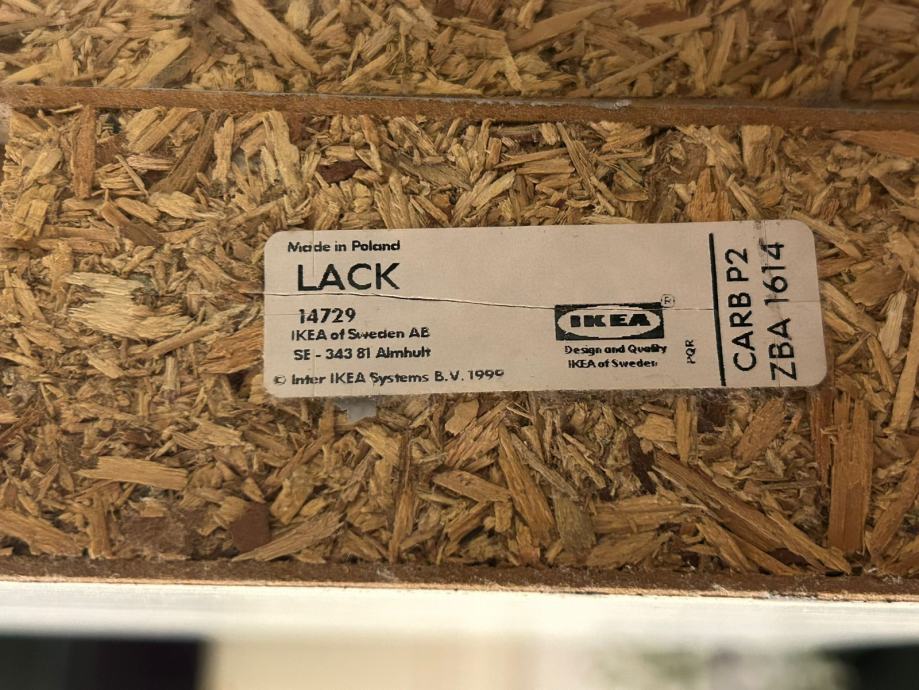 Made in Poland
LACK
14729
IKEA of Sweden AB
SE - 343 81 Älmhult
© Inter IKEA Systems B.V. 1999
IKEA®
Design and Quality
IKEA of Sweden
PQR
CARB P2
ZBA 1614